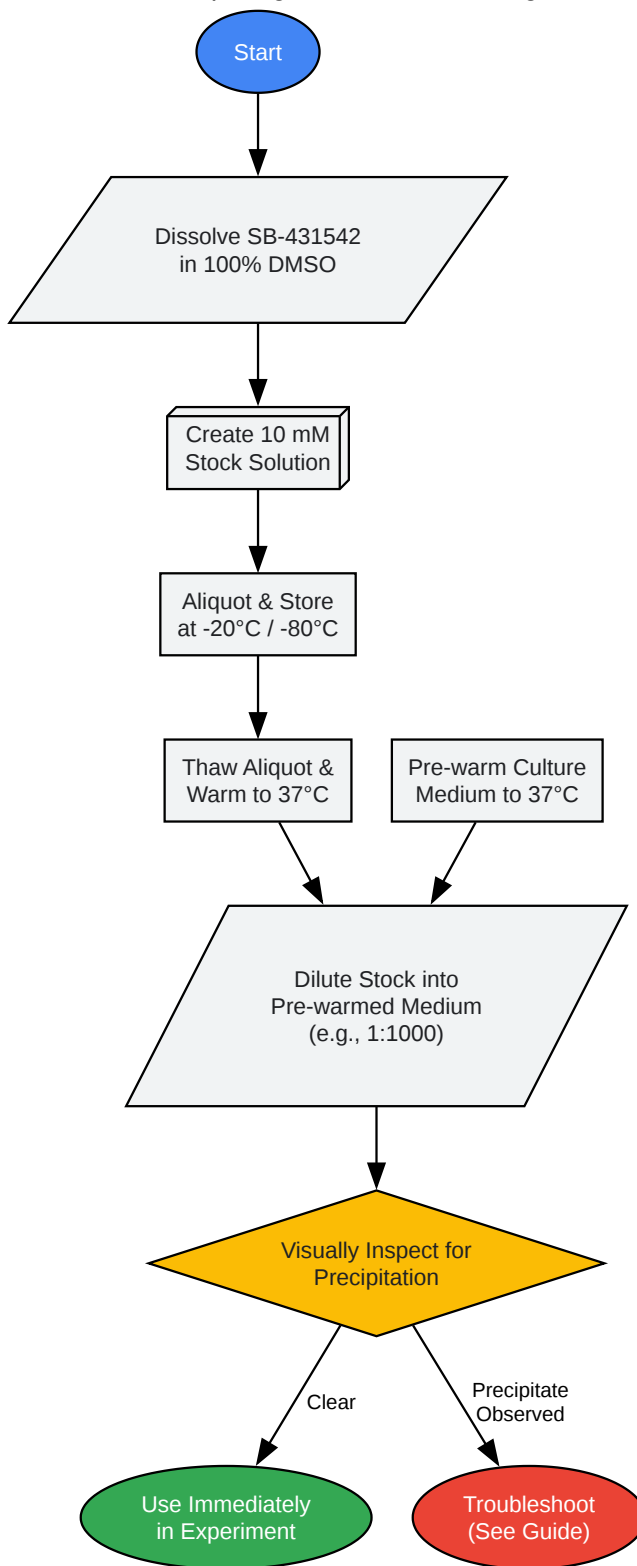 Start
Dissolve SB-431542
in 100% DMSO
Create 10 mM
Stock Solution
Aliquot & Store
at -20°C / -80°C
Thaw Aliquot &
Warm to 37°C
Pre-warm Culture
Medium to 37°C
Dilute Stock into
Pre-warmed Medium
(e.g., 1:1000)
Visually Inspect for
Precipitation
Clear
Precipitate
Observed
Use Immediately
in Experiment
Troubleshoot
(See Guide)